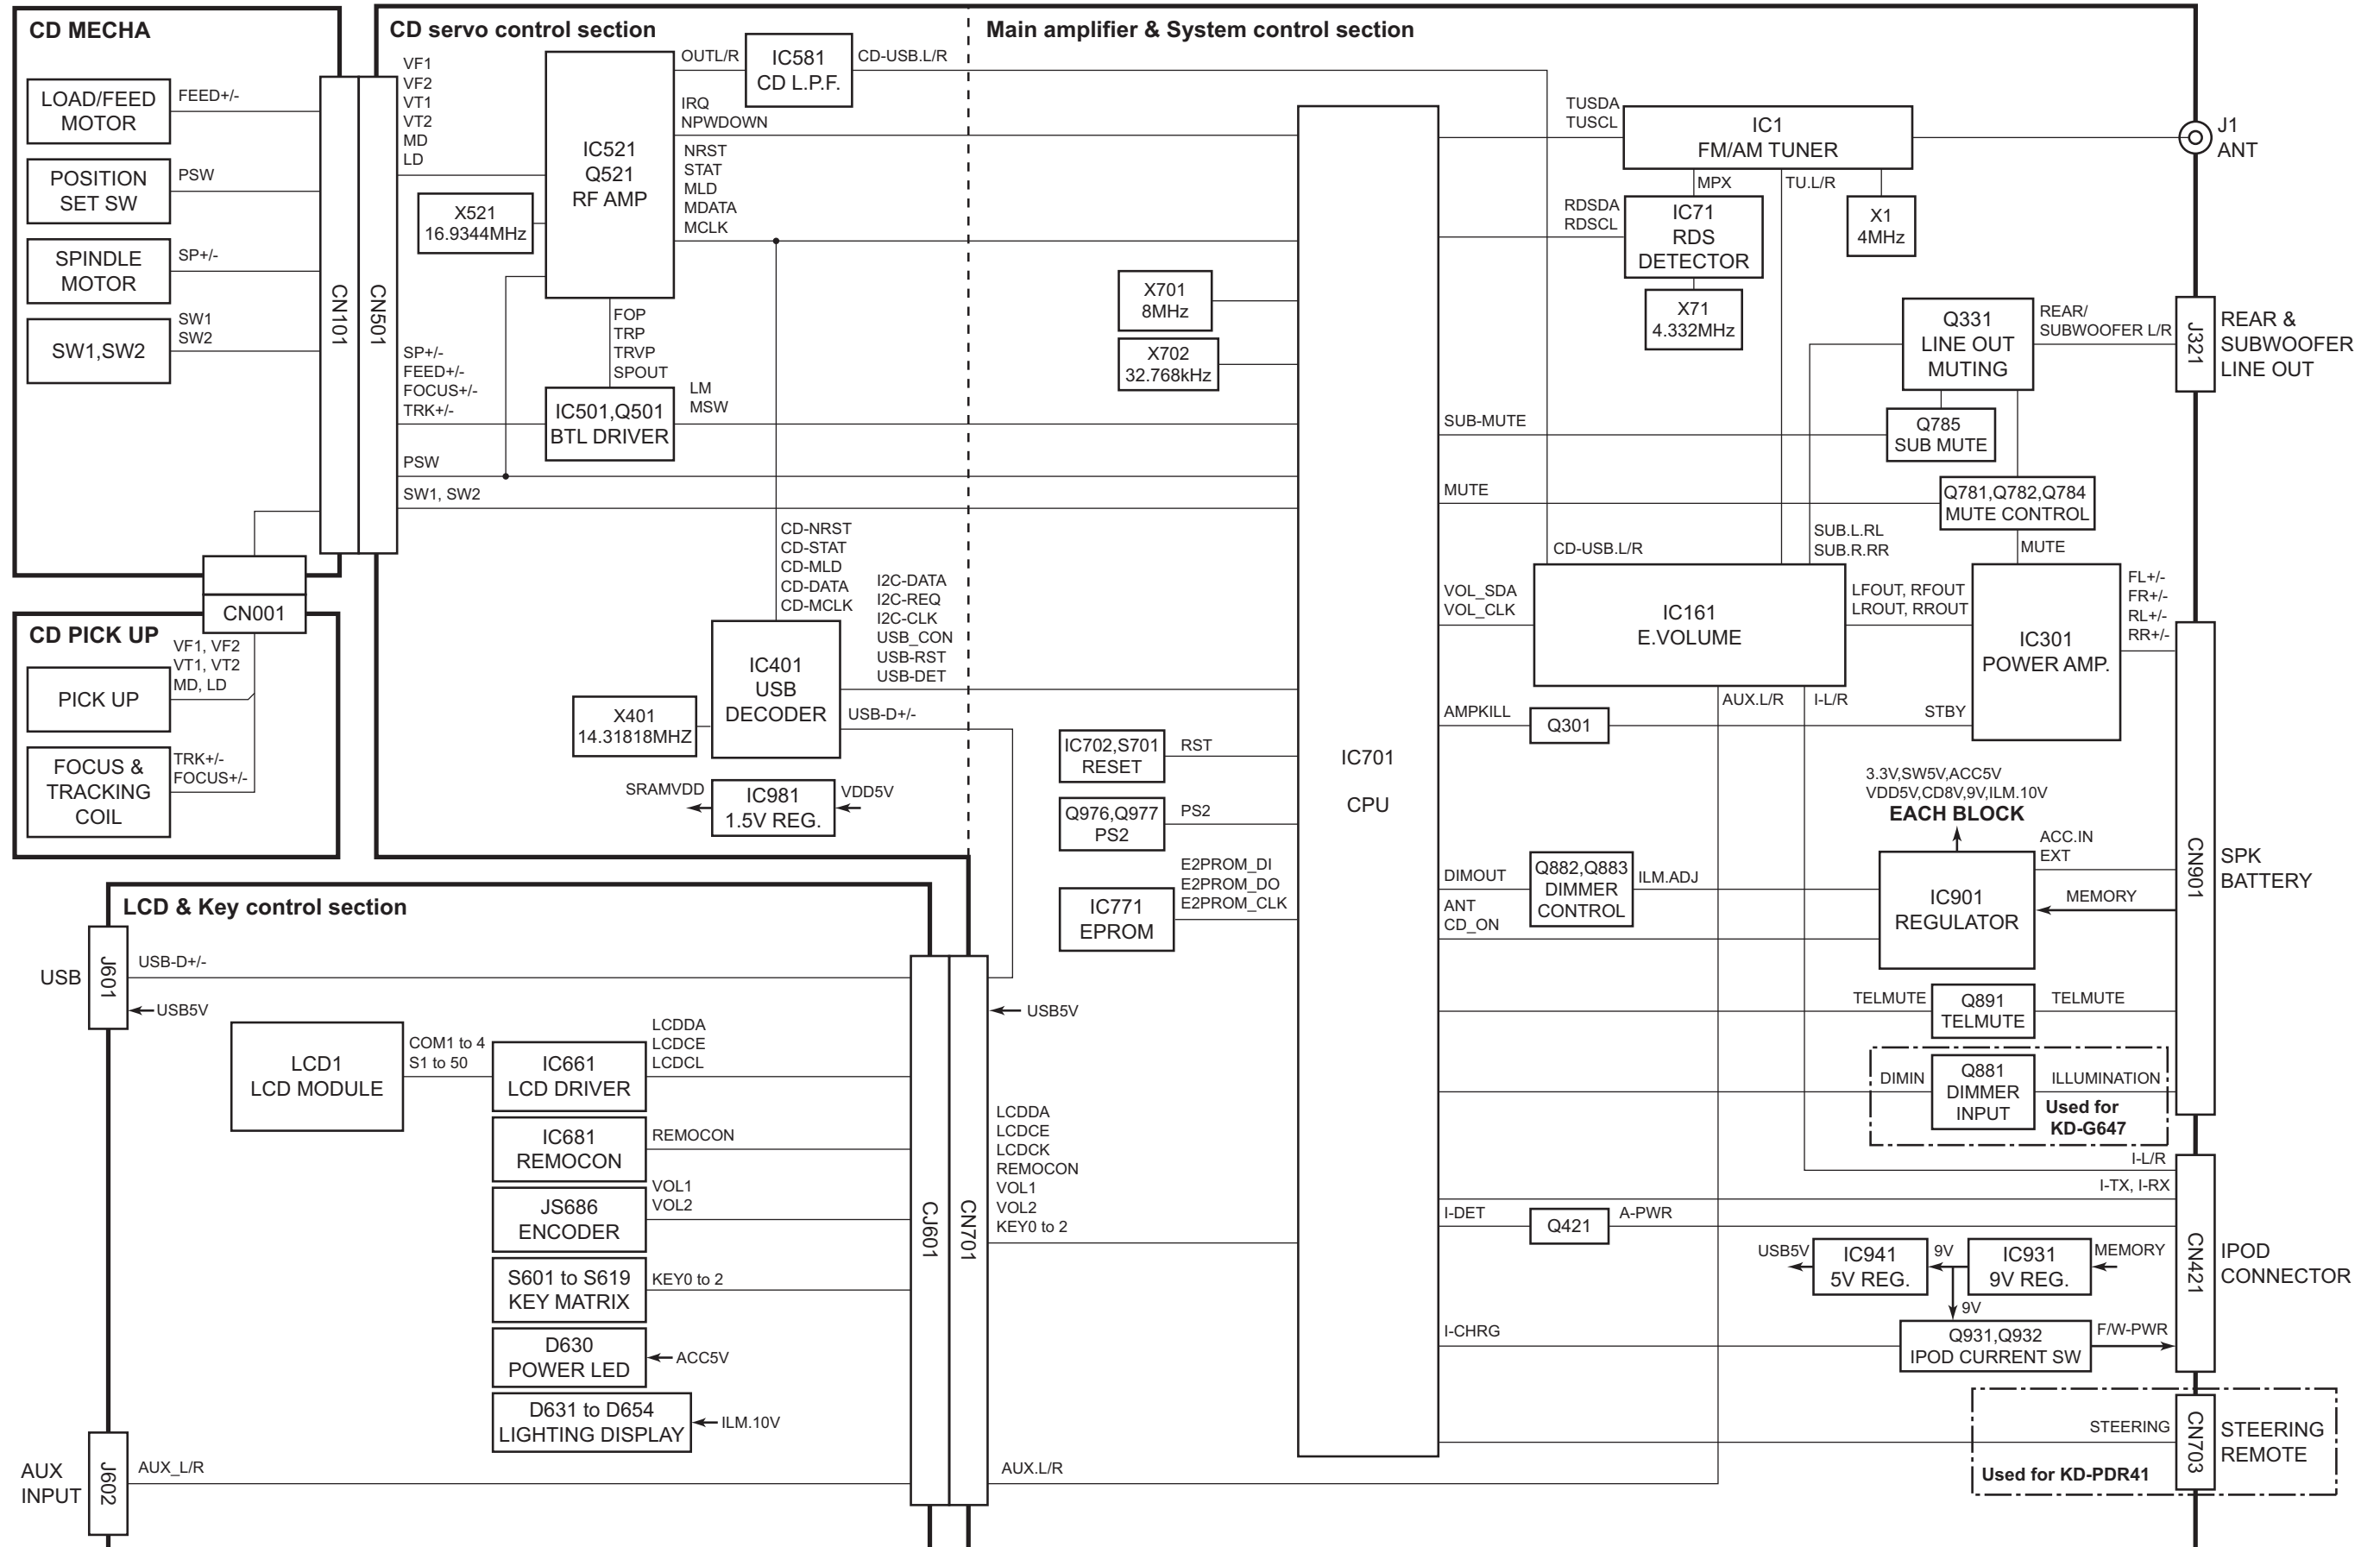 CD MECHA
LOAD/FEED
MOTOR
FEED+/-
POSITION
SET SW
PSW
SPINDLE
MOTOR
SP+/-
SW1,SW2
SW1
SW2
CN101
CN501
CN001
CD PICK UP
VF1, VF2
VT1, VT2
MD, LD
PICK UP
FOCUS &
TRACKING
COIL
TRK+/-
FOCUS+/-
CD servo control section
VF1
VF2
VT1
VT2
MD
LD
IC521
Q521
RF AMP
X521
16.9344MHz
OUTL/R
IC581
CD L.P.F.
CD-USB.L/R
IRQ
NPWDOWN
NRST
STAT
MLD
MDATA
MCLK
FOP
TRP
TRVP
SPOUT
SP+/-
FEED+/-
FOCUS+/-
TRK+/-
IC501,Q501
BTL DRIVER
LM
MSW
PSW
SW1, SW2
CD-NRST
CD-STAT
CD-MLD
CD-DATA
CD-MCLK
I2C-DATA
I2C-REQ
I2C-CLK
USB_CON
USB-RST
USB-DET
IC401
USB
DECODER
X401
14.31818MHZ
USB-D+/-
SRAMVDD
IC981
1.5V REG.
VDD5V
Main amplifier & System control section
X701
8MHz
X702
32.768kHz
IC702,S701
RESET
RST
Q976,Q977
PS2
PS2
IC771
EPROM
E2PROM_DI
E2PROM_DO
E2PROM_CLK
IC701
CPU
TUSDA
TUSCL
IC1
FM/AM TUNER
J1
ANT
MPX
TU.L/R
RDSDA
RDSCL
IC71
RDS
DETECTOR
X1
4MHz
X71
4.332MHz
Q331
LINE OUT
MUTING
REAR/
SUBWOOFER L/R
J321
REAR &
SUBWOOFER
LINE OUT
SUB-MUTE
Q785
SUB MUTE
MUTE
Q781,Q782,Q784
MUTE CONTROL
SUB.L.RL
SUB.R.RR
MUTE
CD-USB.L/R
VOL_SDA
VOL_CLK
IC161
E.VOLUME
LFOUT, RFOUT
LROUT, RROUT
IC301
POWER AMP.
FL+/-
FR+/-
RL+/-
RR+/-
AUX.L/R
I-L/R
AMPKILL
Q301
STBY
3.3V,SW5V,ACC5V
VDD5V,CD8V,9V,ILM.10V
EACH BLOCK
DIMOUT
Q882,Q883
DIMMER
CONTROL
ILM.ADJ
ANT
CD_ON
IC901
REGULATOR
ACC.IN
EXT
MEMORY
CN901
SPK
BATTERY
TELMUTE
Q891
TELMUTE
TELMUTE
DIMIN
Q881
DIMMER
INPUT
ILLUMINATION
Used for
KD-G647
I-L/R
I-TX, I-RX
I-DET
Q421
A-PWR
USB5V
IC941
5V REG.
9V
IC931
9V REG.
MEMORY
9V
I-CHRG
Q931,Q932
IPOD CURRENT SW
F/W-PWR
CN421
IPOD
CONNECTOR
STEERING
CN703
STEERING
REMOTE
Used for KD-PDR41
LCD & Key control section
USB
J601
USB-D+/-
USB5V
LCD1
LCD MODULE
COM1 to 4
S1 to 50
IC661
LCD DRIVER
LCDDA
LCDCE
LCDCL
IC681
REMOCON
REMOCON
JS686
ENCODER
VOL1
VOL2
S601 to S619
KEY MATRIX
KEY0 to 2
D630
POWER LED
ACC5V
D631 to D654
LIGHTING DISPLAY
ILM.10V
AUX
INPUT
J602
AUX_L/R
CJ601
CN701
USB5V
LCDDA
LCDCE
LCDCK
REMOCON
VOL1
VOL2
KEY0 to 2
AUX.L/R